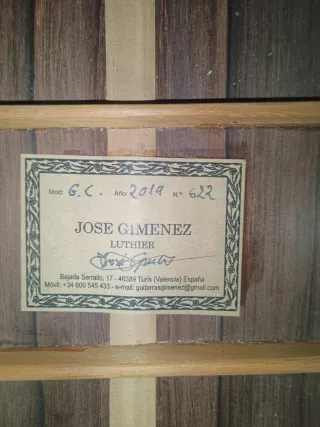 Mod: G.C. Año: 2019 Nº: 622
JOSE GIMENEZ
LUTHIER
Bajada Serrallo, 17 - 46389 Turis (Valencia) España
Móvil: +34 600 545 433 - e-mail: guitarrasgimenez@gmail.com